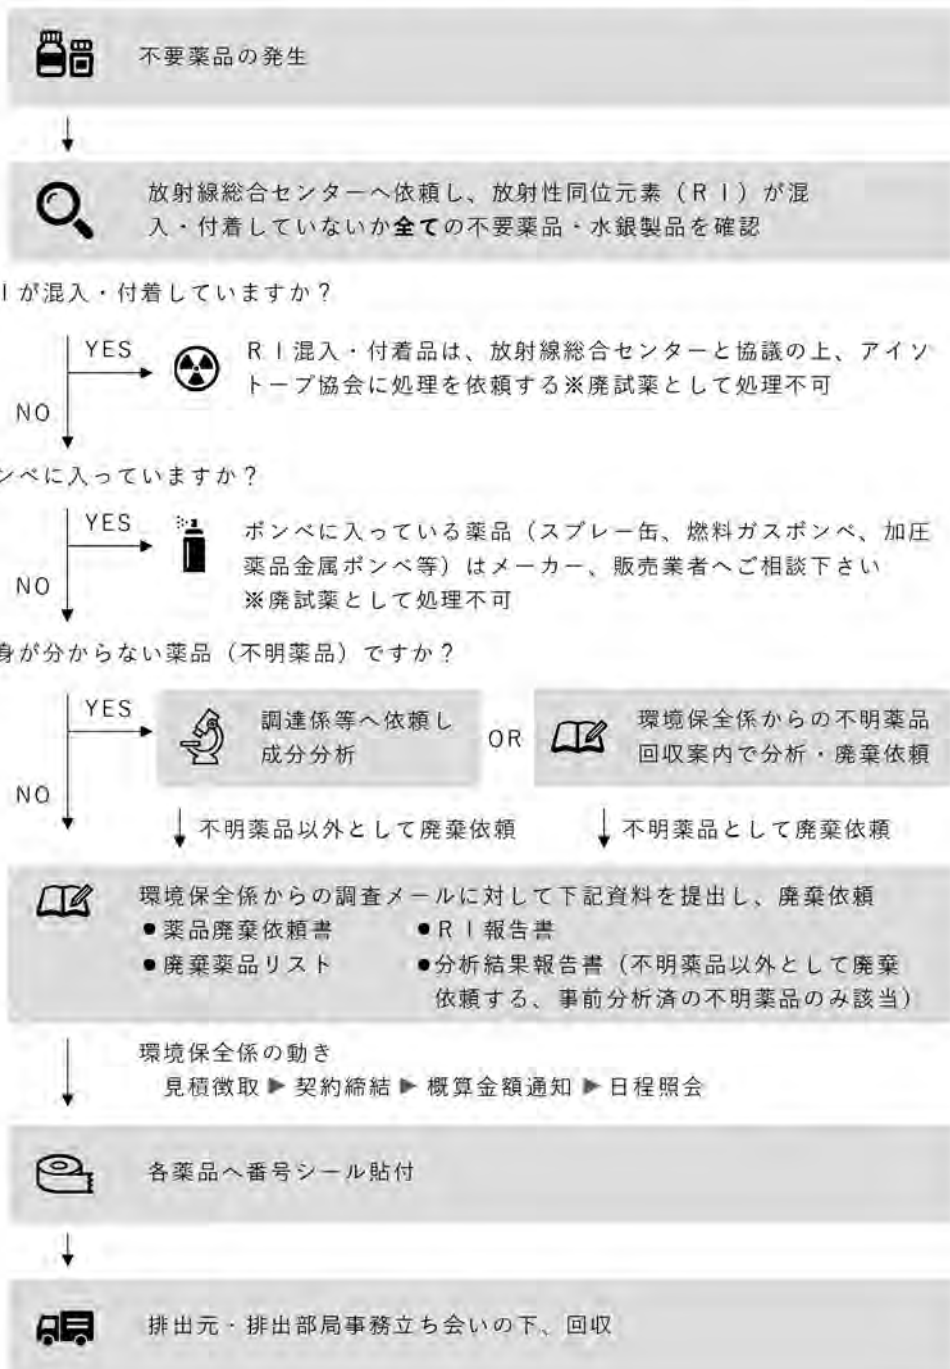 不要薬品の発生
放射線総合センターへ依頼し、放射性同位元素（ＲＩ）が混
入・付着していないか全ての不要薬品・水銀製品を確認
Ｉが混入・付着していますか？
YES
ＲＩ混入・付着品は、放射線総合センターと協議の上、アイソ
トープ協会に処理を依頼する※廃試薬として処理不可
NO
ンベに入っていますか？
YES
ボンベに入っている薬品（スプレー缶、燃料ガスボンベ、加圧
薬品金属ボンベ等）はメーカー、販売業者へご相談下さい
※廃試薬として処理不可
NO
身が分からない薬品（不明薬品）ですか？
YES
調達係等へ依頼し
成分分析
OR
環境保全係からの不明薬品
回収案内で分析・廃棄依頼
NO
不明薬品以外として廃棄依頼
不明薬品として廃棄依頼
環境保全係からの調査メールに対して下記資料を提出し、廃棄依頼
●薬品廃棄依頼書
●ＲＩ報告書
●廃棄薬品リスト
●分析結果報告書（不明薬品以外として廃棄
依頼する、事前分析済の不明薬品のみ該当）
環境保全係の動き
見積徴取▶契約締結▶概算金額通知▶日程照会
各薬品へ番号シール貼付
排出元・排出部局事務立ち会いの下、回収